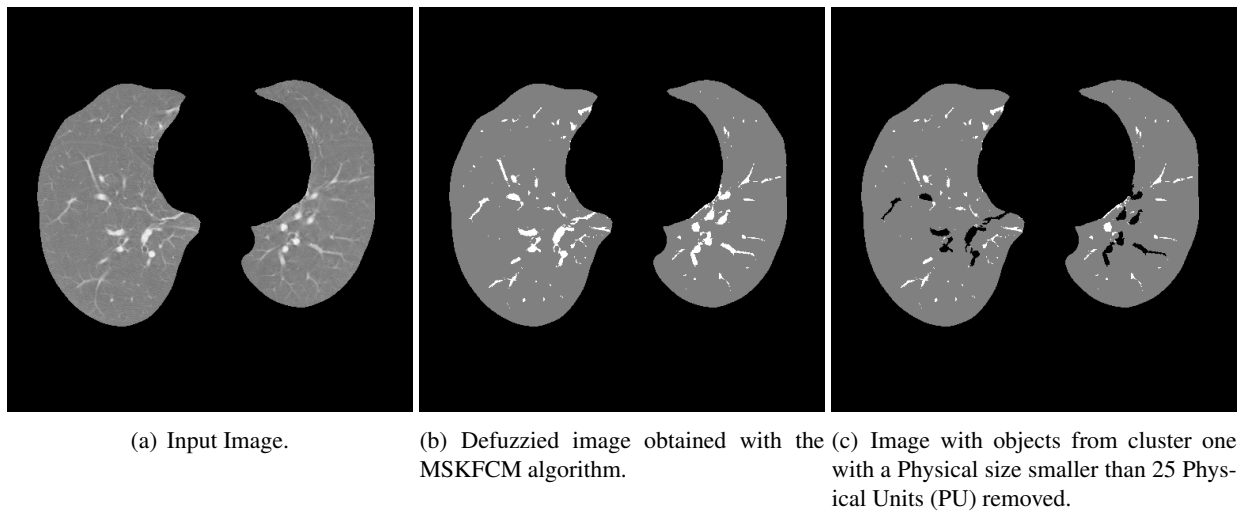 (a) Input Image.
(b) Defuzzied image obtained with the
MSKFCM algorithm.
(c) Image with objects from cluster one
with a Physical size smaller than 25 Phys-
ical Units (PU) removed.